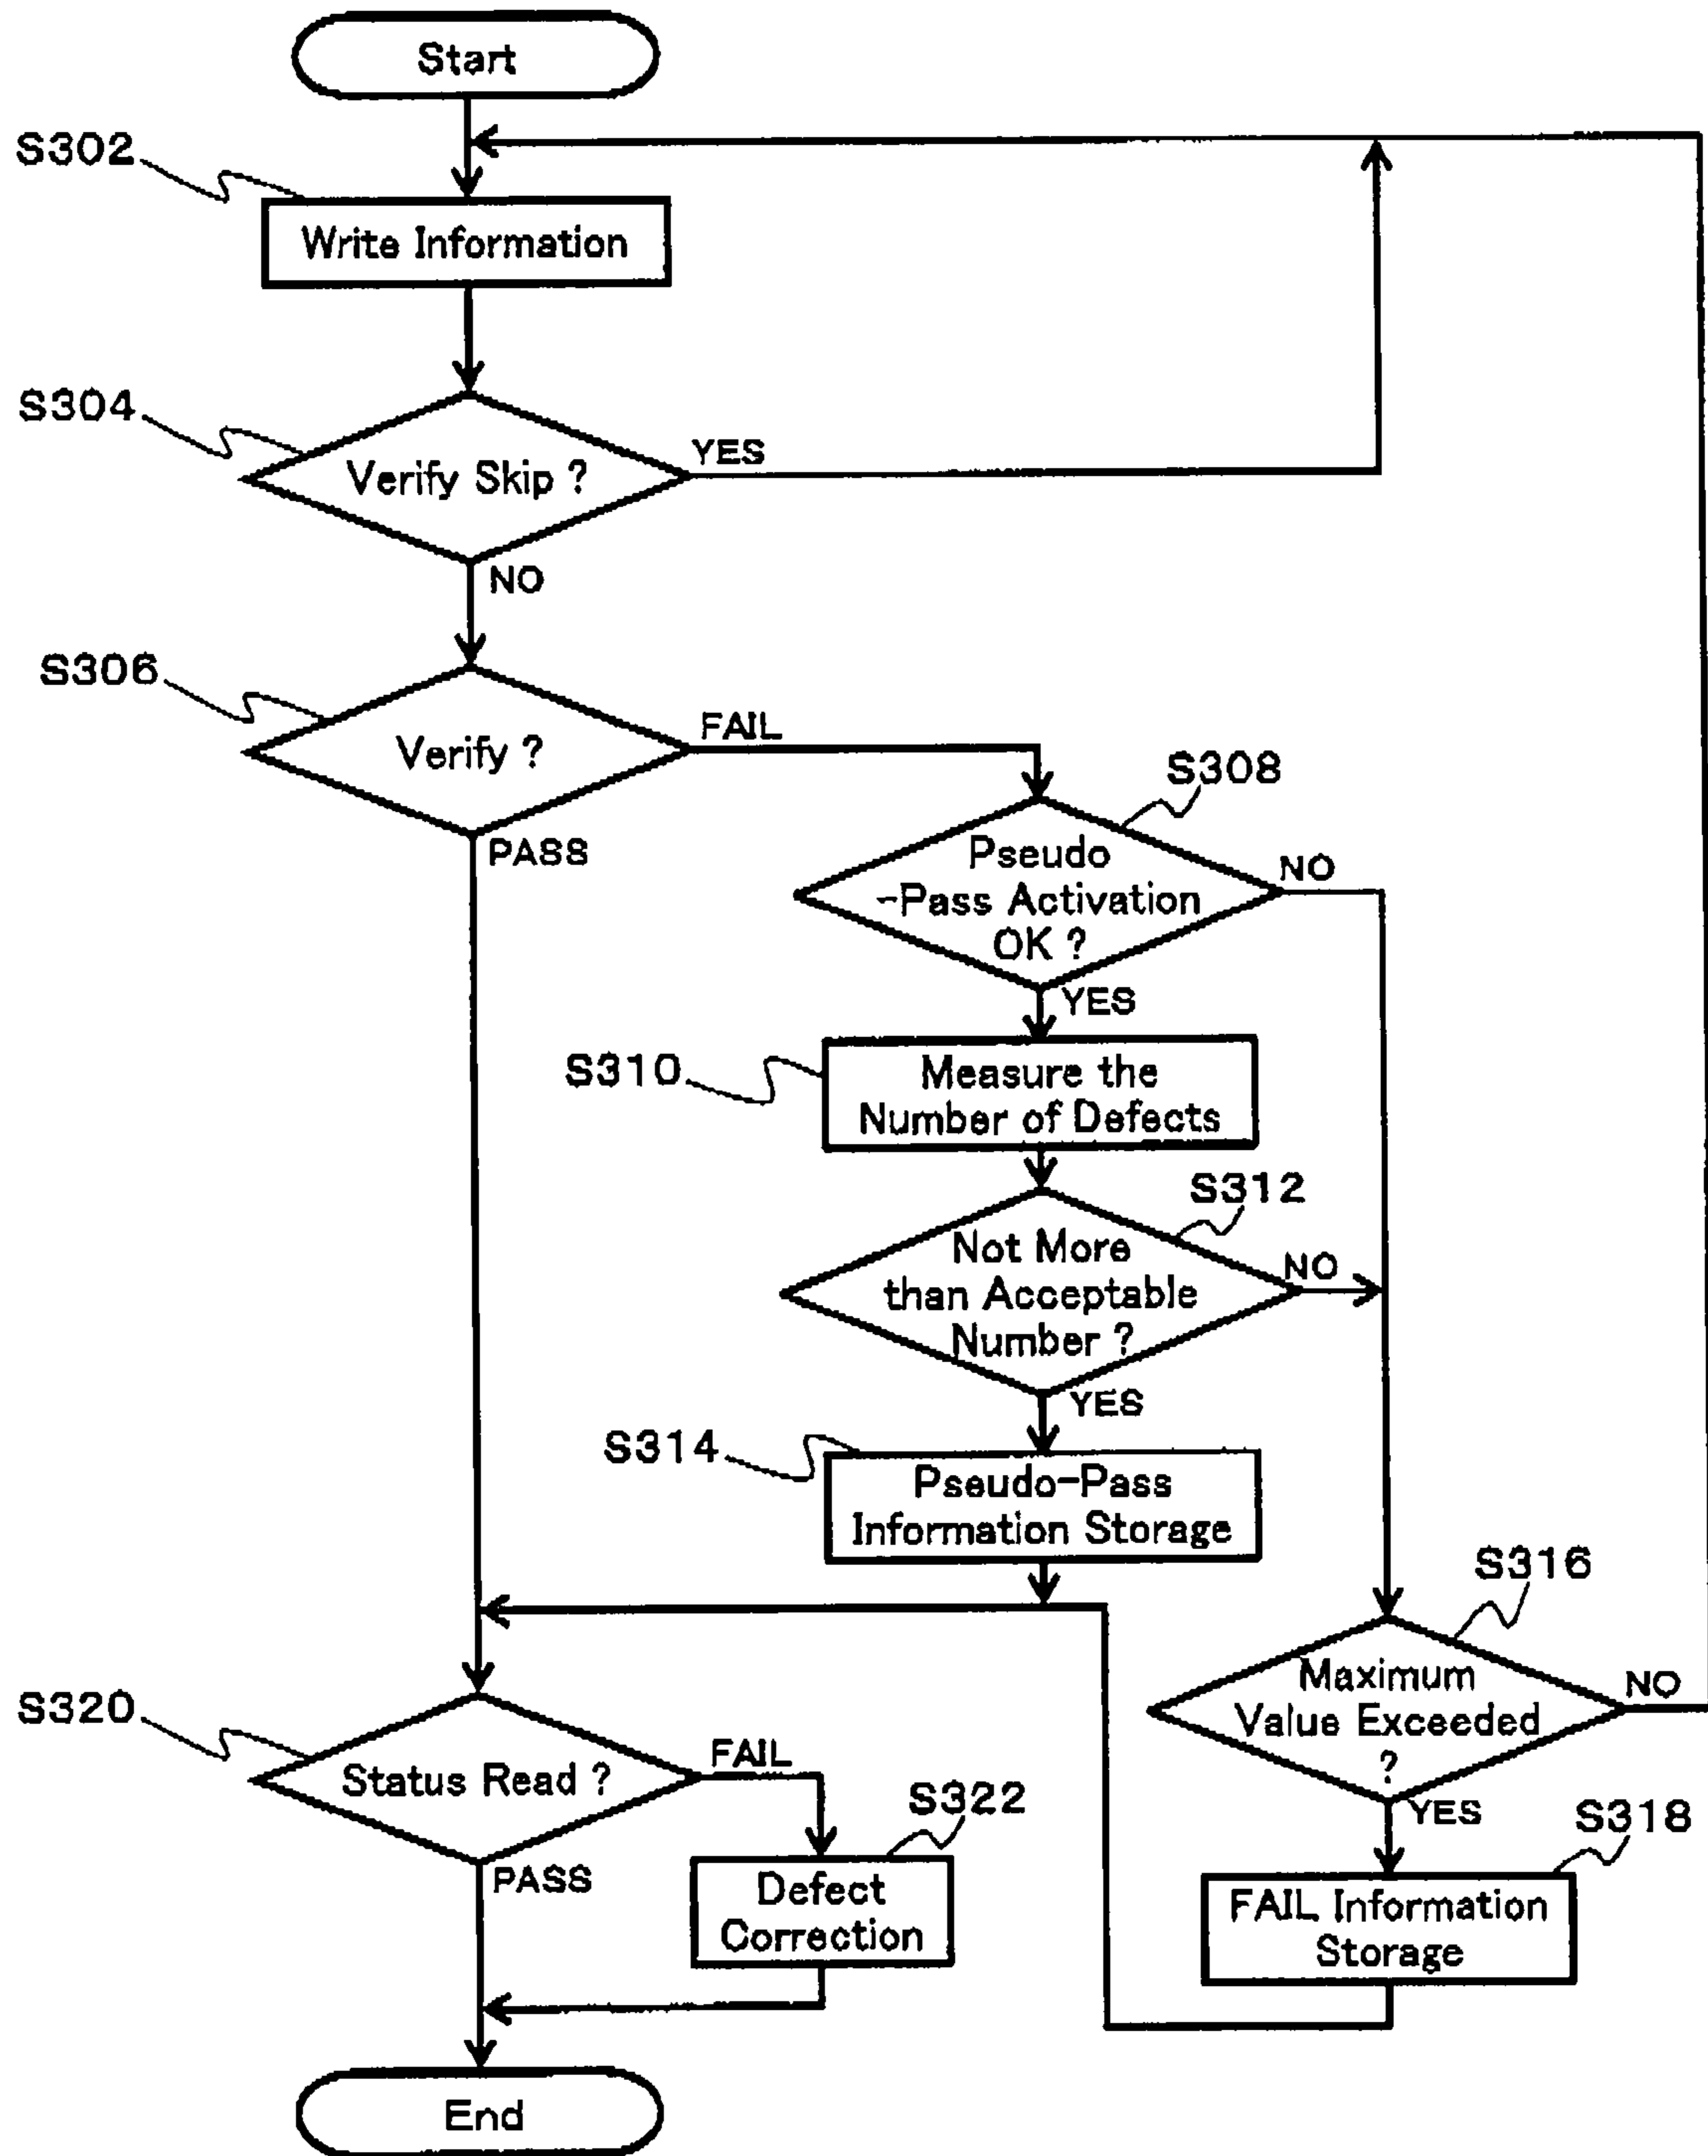 Start
S302
Write Information
S304
Verify Skip ?
YES
NO
S306
Verify ?
FAIL
PASS
S308
Pseudo
-Pass Activation
OK ?
NO
YES
S310
Measure the
Number of Defects
S312
Not More
than Acceptable
Number ?
NO
YES
S314
Pseudo-Pass
Information Storage
S316
Maximum
Value Exceeded
?
NO
YES
S318
FAIL Information
Storage
S320
Status Read ?
FAIL
PASS
S322
Defect
Correction
End